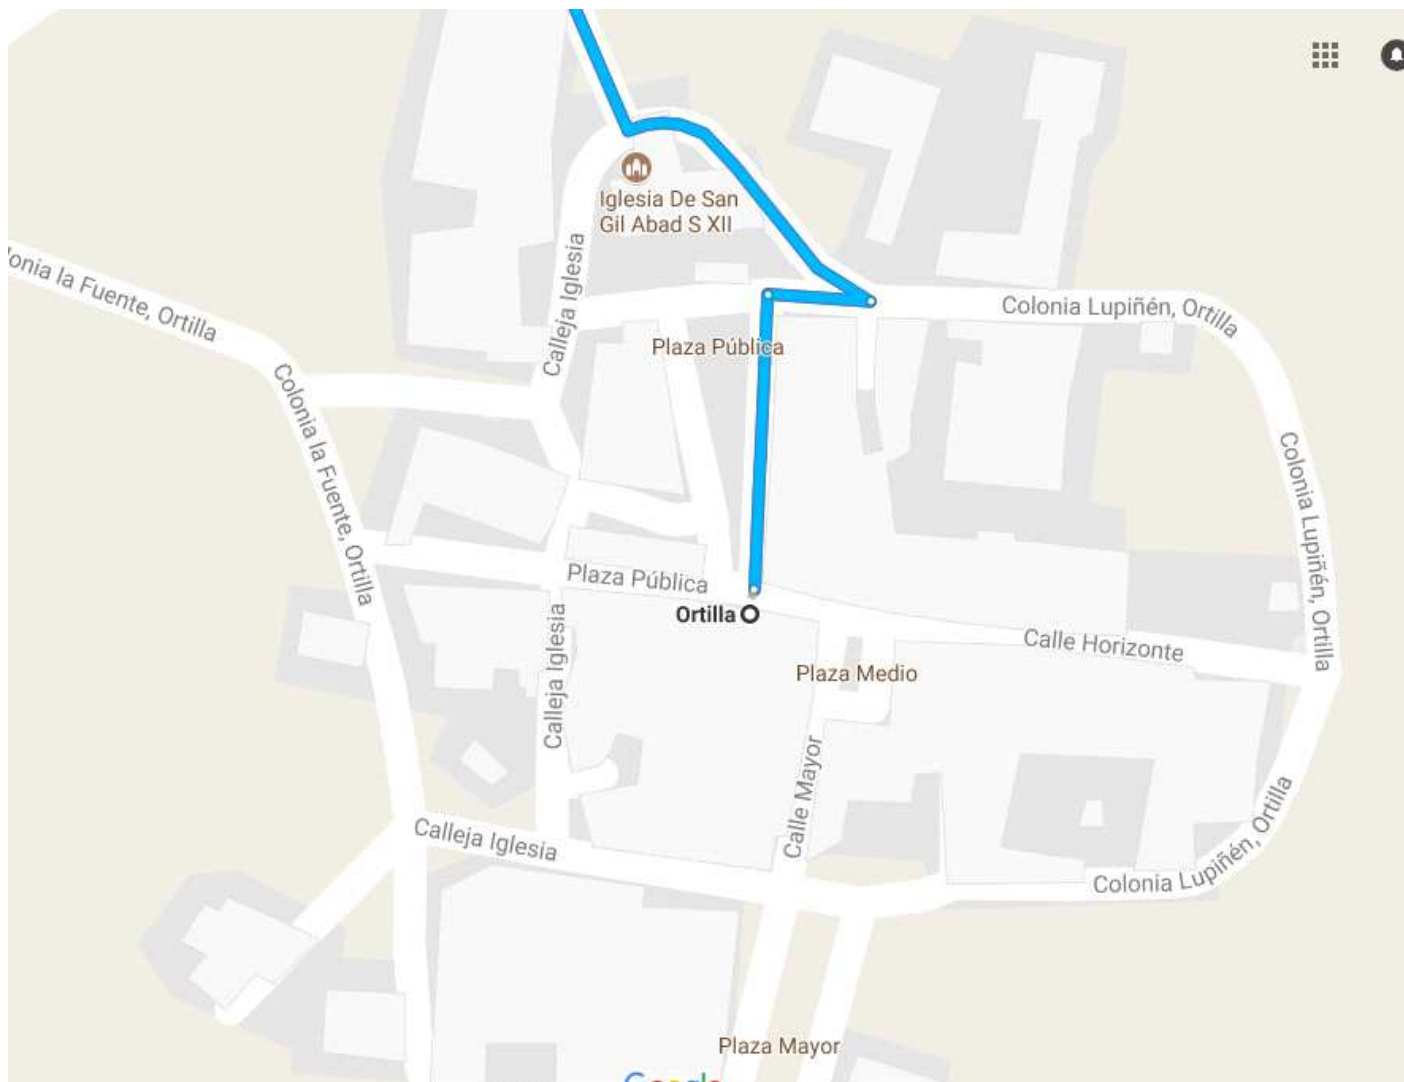 Iglesia De San
Gil Abad S XII
Calleja Iglesia
onia la Fuente, Ortilla
Colonia Lupiñén, Ortilla
Plaza Pública
Colonia la Fuente, Ortilla
Colonia Lupiñén, Ortilla
Plaza Pública
Ortilla
Calle Horizonte
Calleja Iglesia
Plaza Medio
Calle Mayor
Calleja Iglesia
Colonia Lupiñén, Ortilla
Plaza Mayor
Google